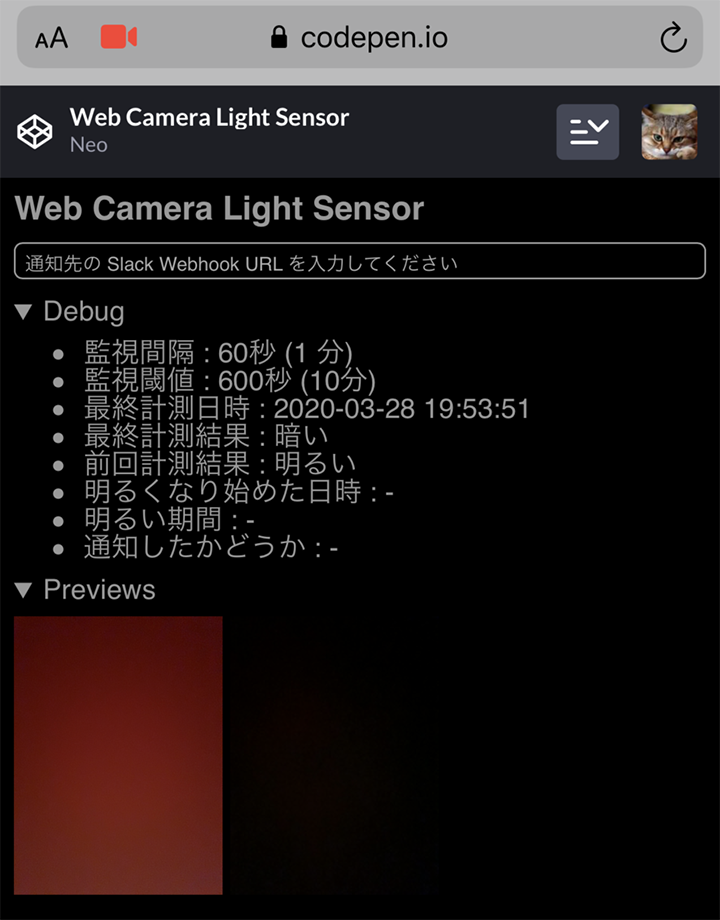 AA
codepen.io
Web Camera Light Sensor
Neo
Web Camera Light Sensor
通知先の Slack Webhook URL を入力してください
▼ Debug
• 監視間隔 : 60秒 (1 分)
• 監視閾値 : 600秒 (10分)
• 最終計測日時 : 2020-03-28 19:53:51
• 最終計測結果 : 暗い
• 前回計測結果 : 明るい
• 明るくなり始めた日時 : -
• 明るい期間 : -
• 通知したかどうか : -
▼ Previews